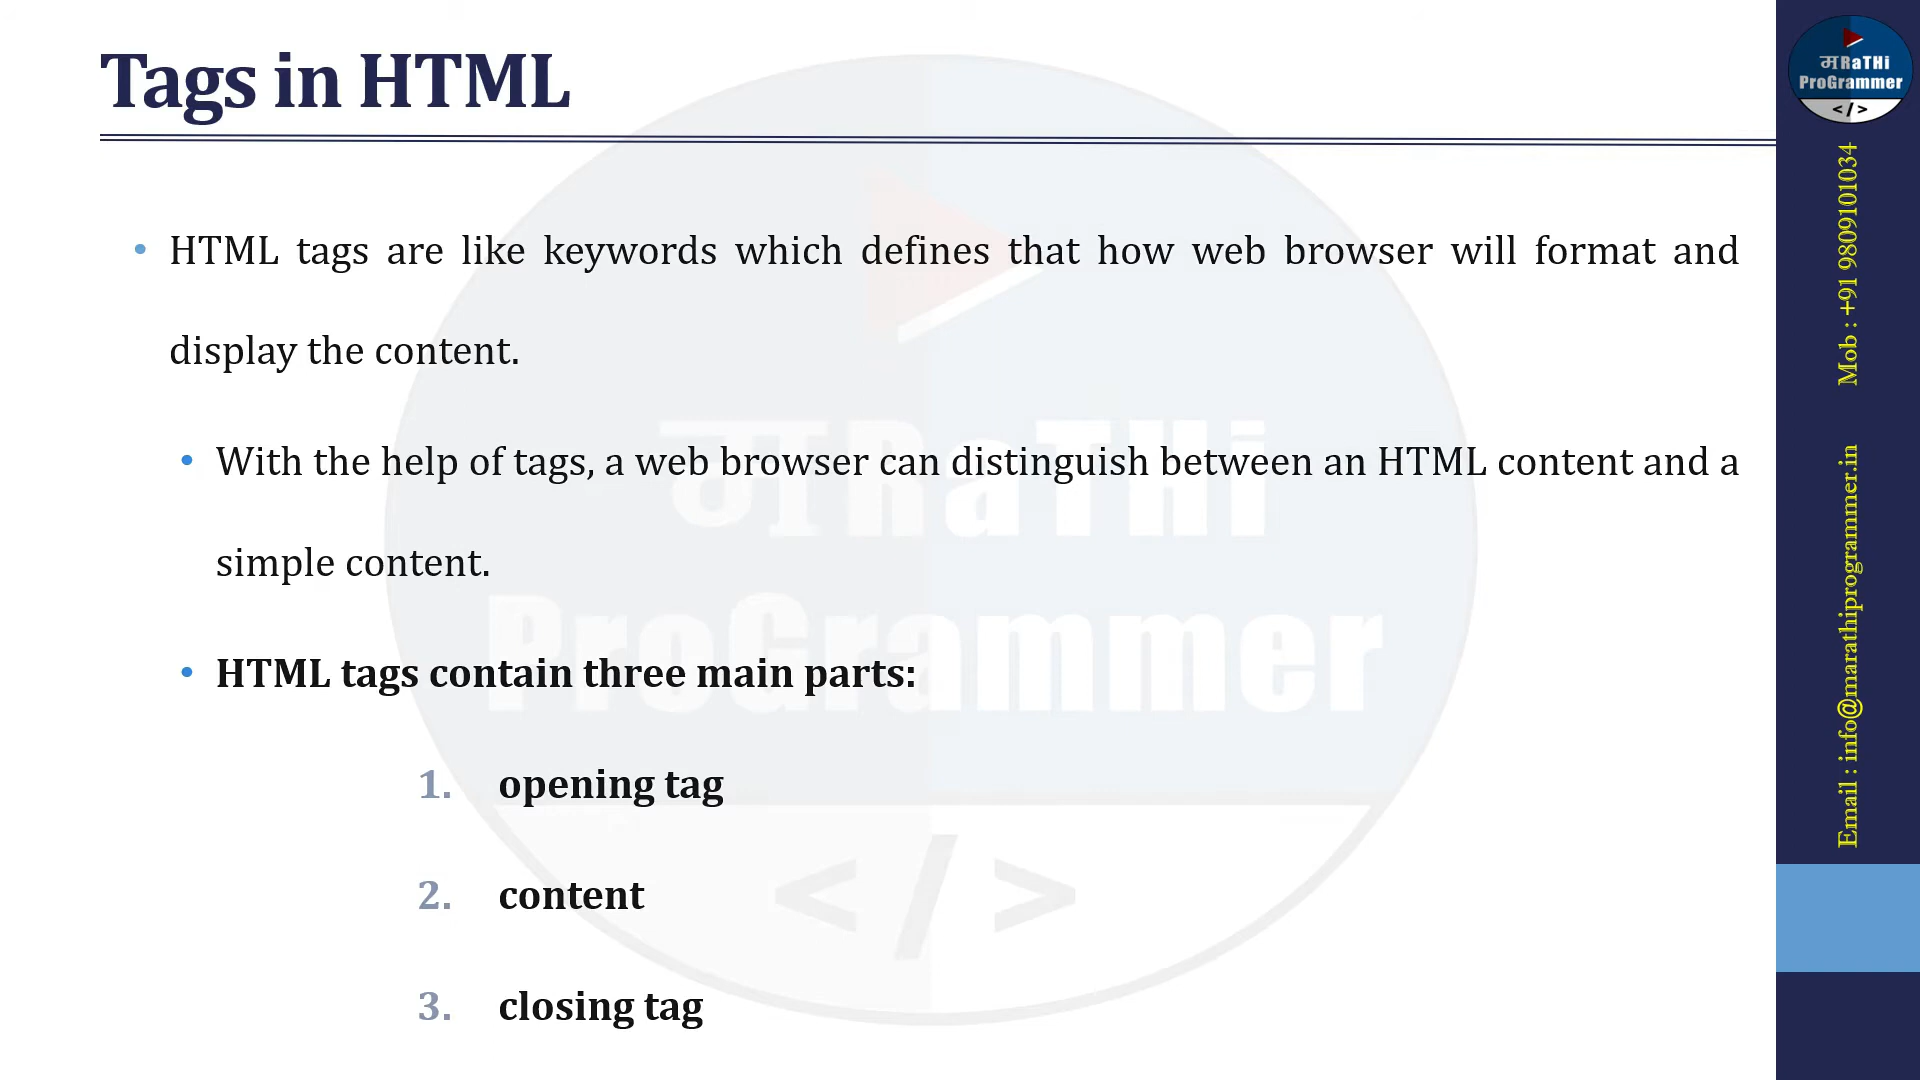 Tags in HTML
• HTML tags are like keywords which defines that how web browser will format and
display the content.
• With the help of tags, a web browser can distinguish between an HTML content and a
simple content.
• HTML tags contain three main parts:
1. opening tag
2. content
3. closing tag
मRaTHi
ProGrammer
</>
मRaTHi
ProGrammer
</>
Mob : +91 9809101034
Email : info@marathiprogrammer.in